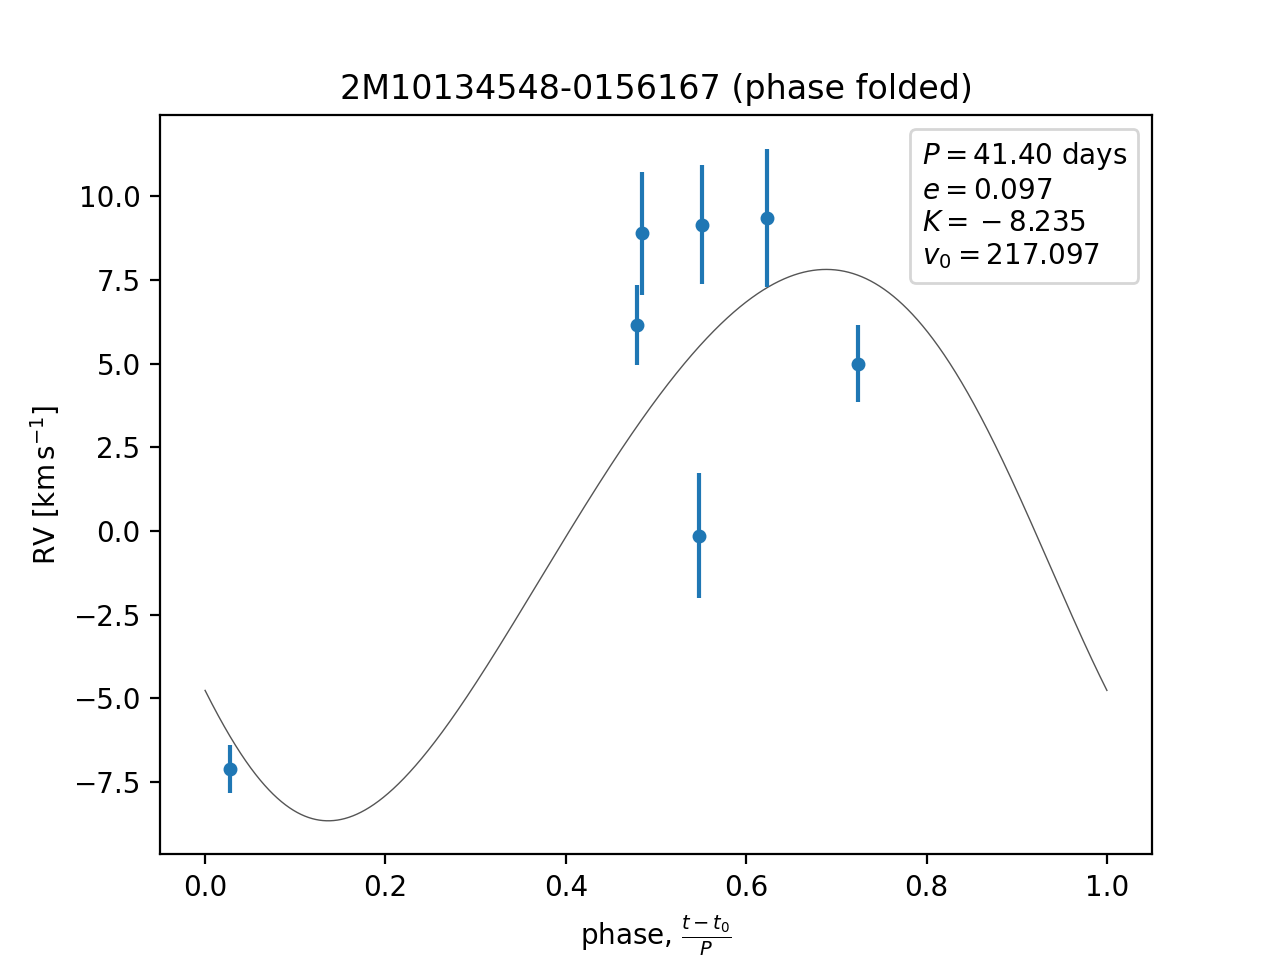 2M10134548-0156167 (phase folded)
P = 41.40 days
e = 0.097
K = −8.235
v₀ = 217.097
10.0
7.5
5.0
2.5
0.0
−2.5
−5.0
−7.5
RV [km s⁻¹]
0.0 0.2 0.4 0.6 0.8 1.0
phase, (t − t₀)/P